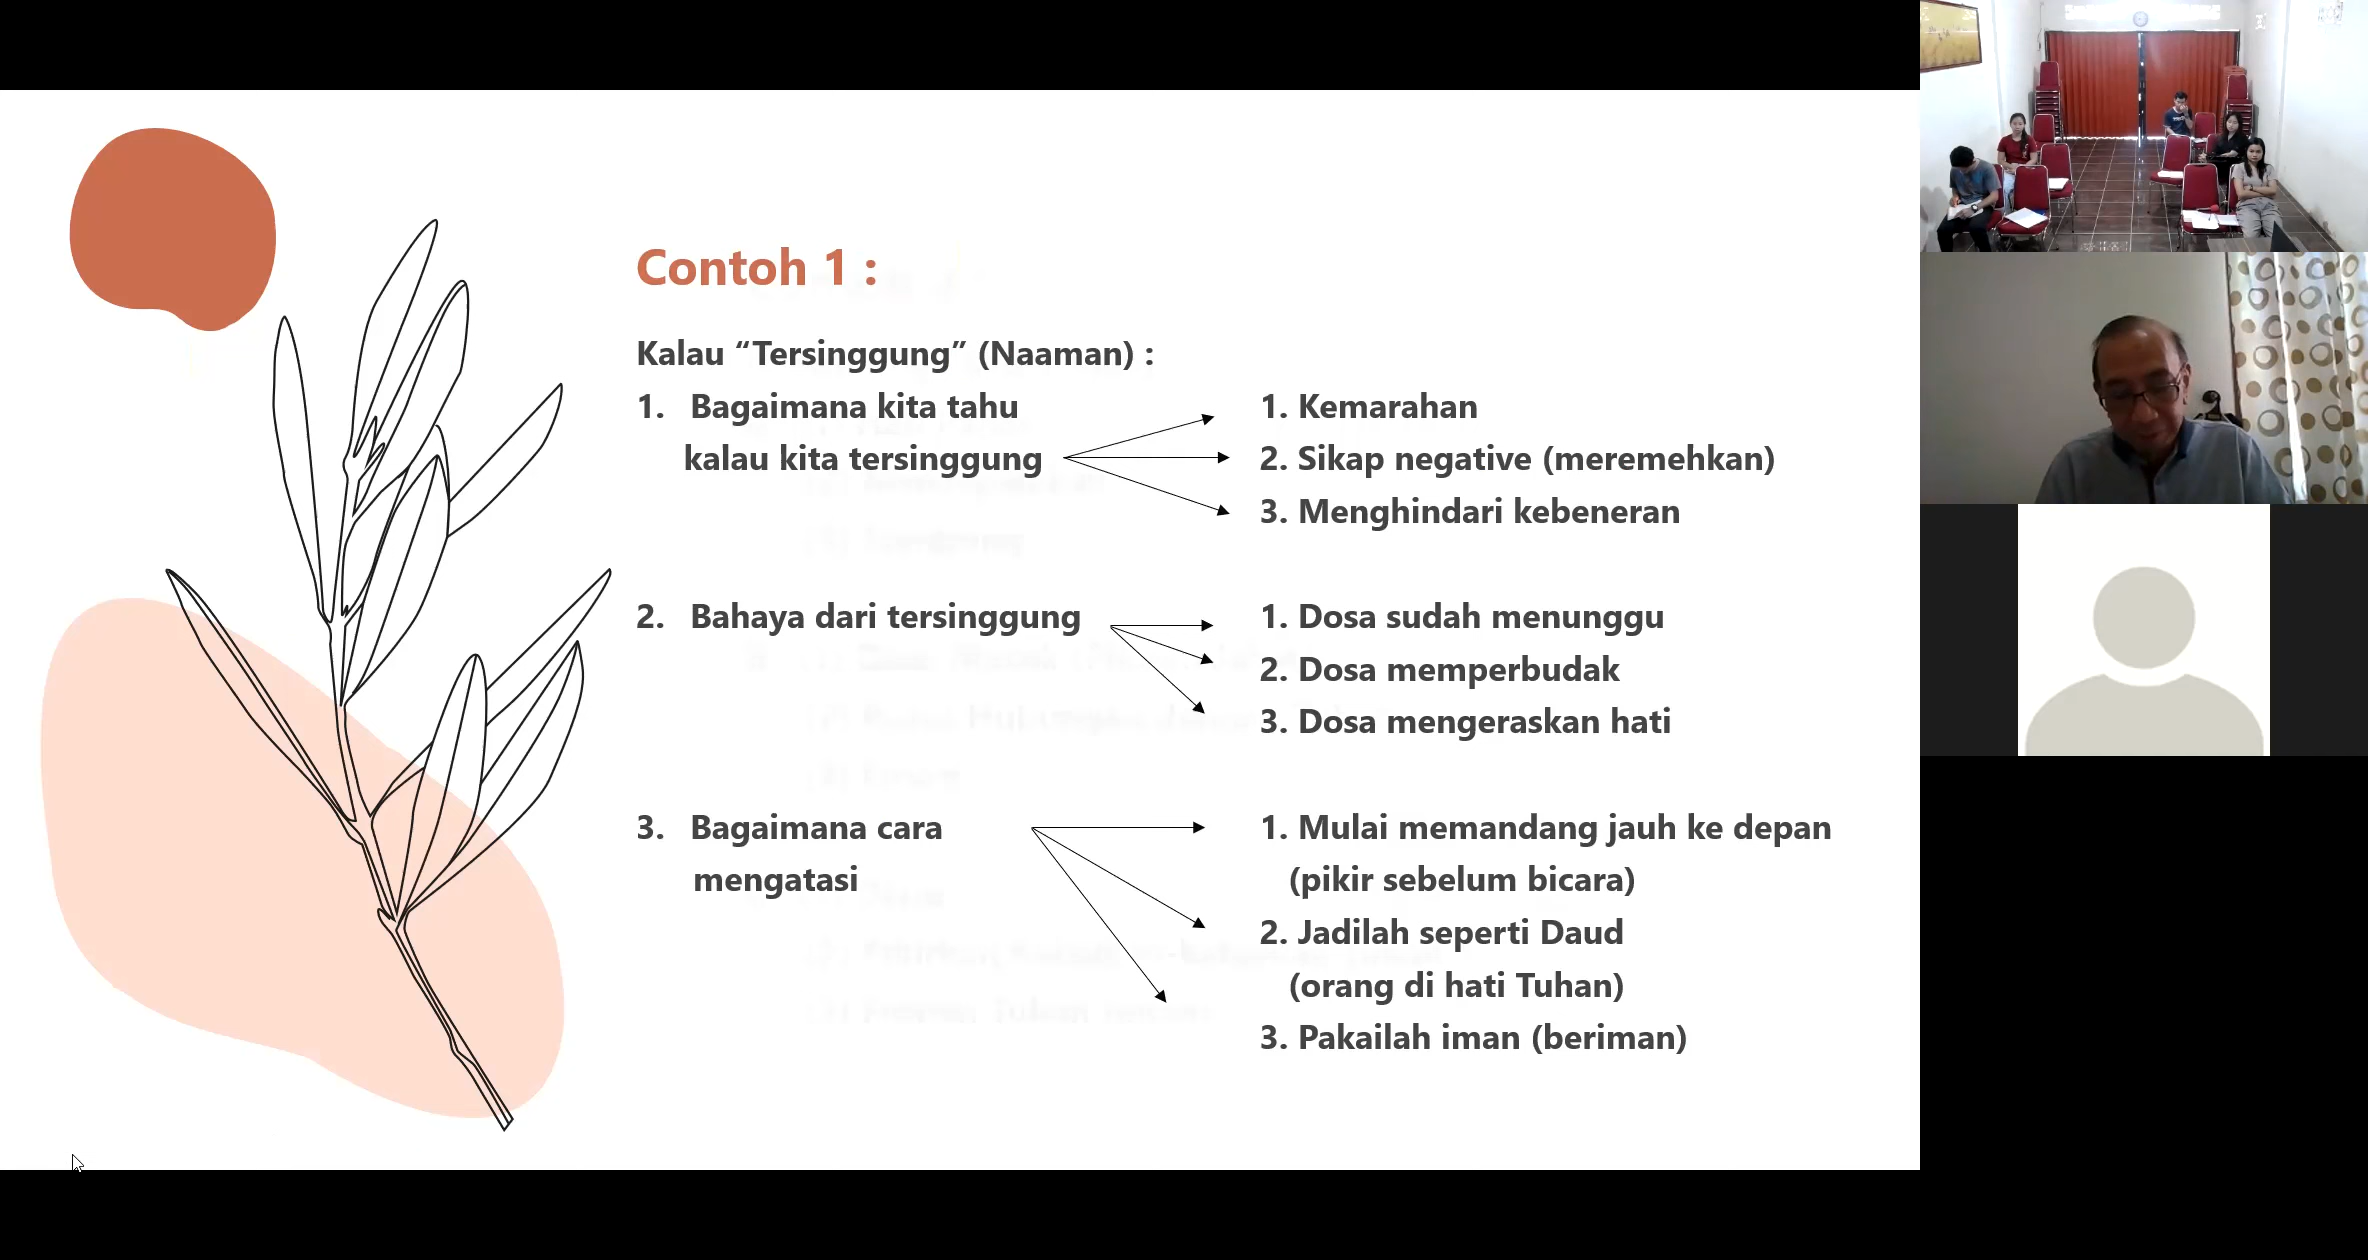 Contoh 1 :
Kalau “Tersinggung” (Naaman) :
1. Bagaimana kita tahu
kalau kita tersinggung
1. Kemarahan
2. Sikap negative (meremehkan)
3. Menghindari kebeneran
2. Bahaya dari tersinggung
1. Dosa sudah menunggu
2. Dosa memperbudak
3. Dosa mengeraskan hati
3. Bagaimana cara
mengatasi
1. Mulai memandang jauh ke depan
(pikir sebelum bicara)
2. Jadilah seperti Daud
(orang di hati Tuhan)
3. Pakailah iman (beriman)